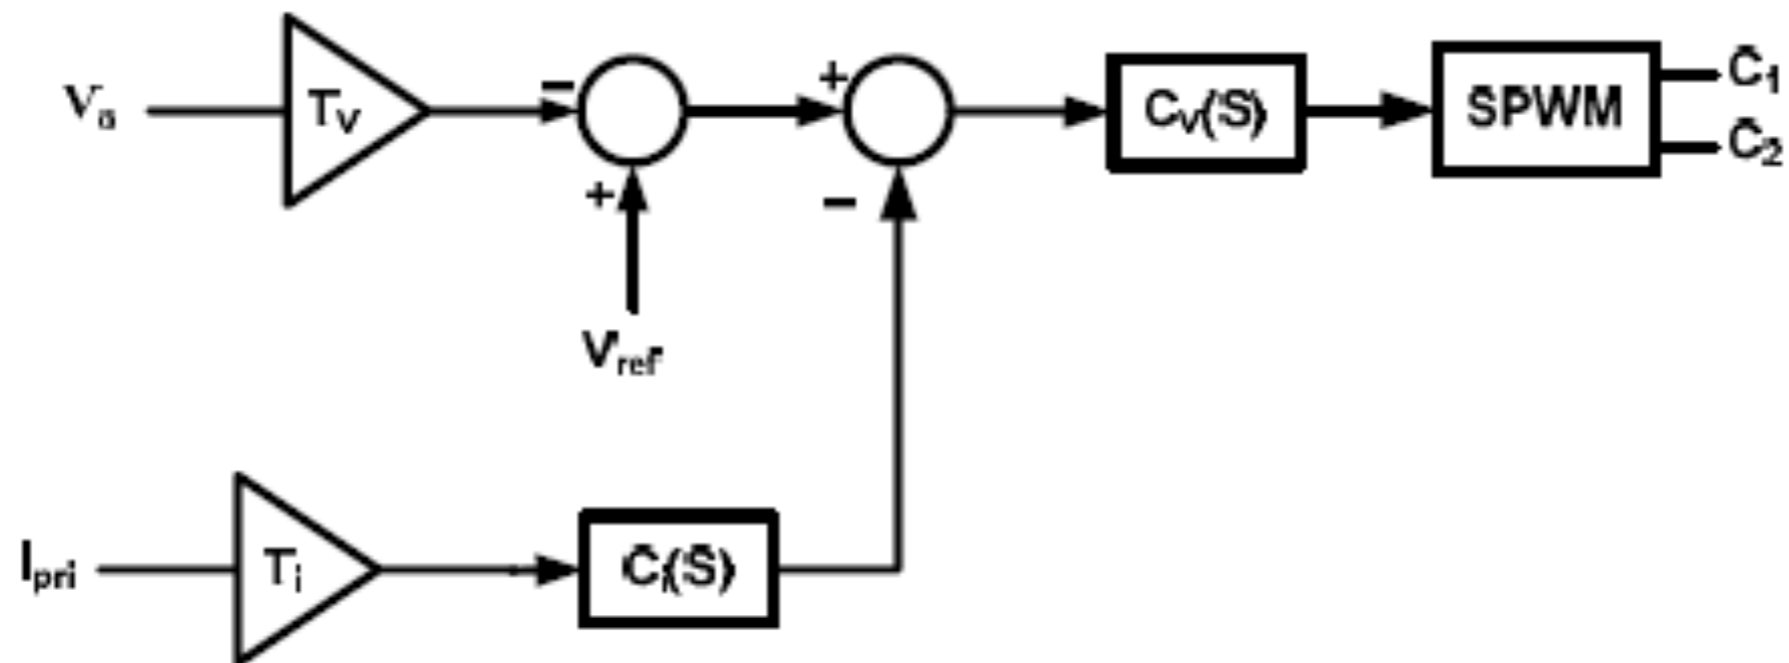 Vo
Tv
−
+
Vref
+
−
Cv(S)
SPWM
C1
C2
Ipri
Ti
Ci(S)